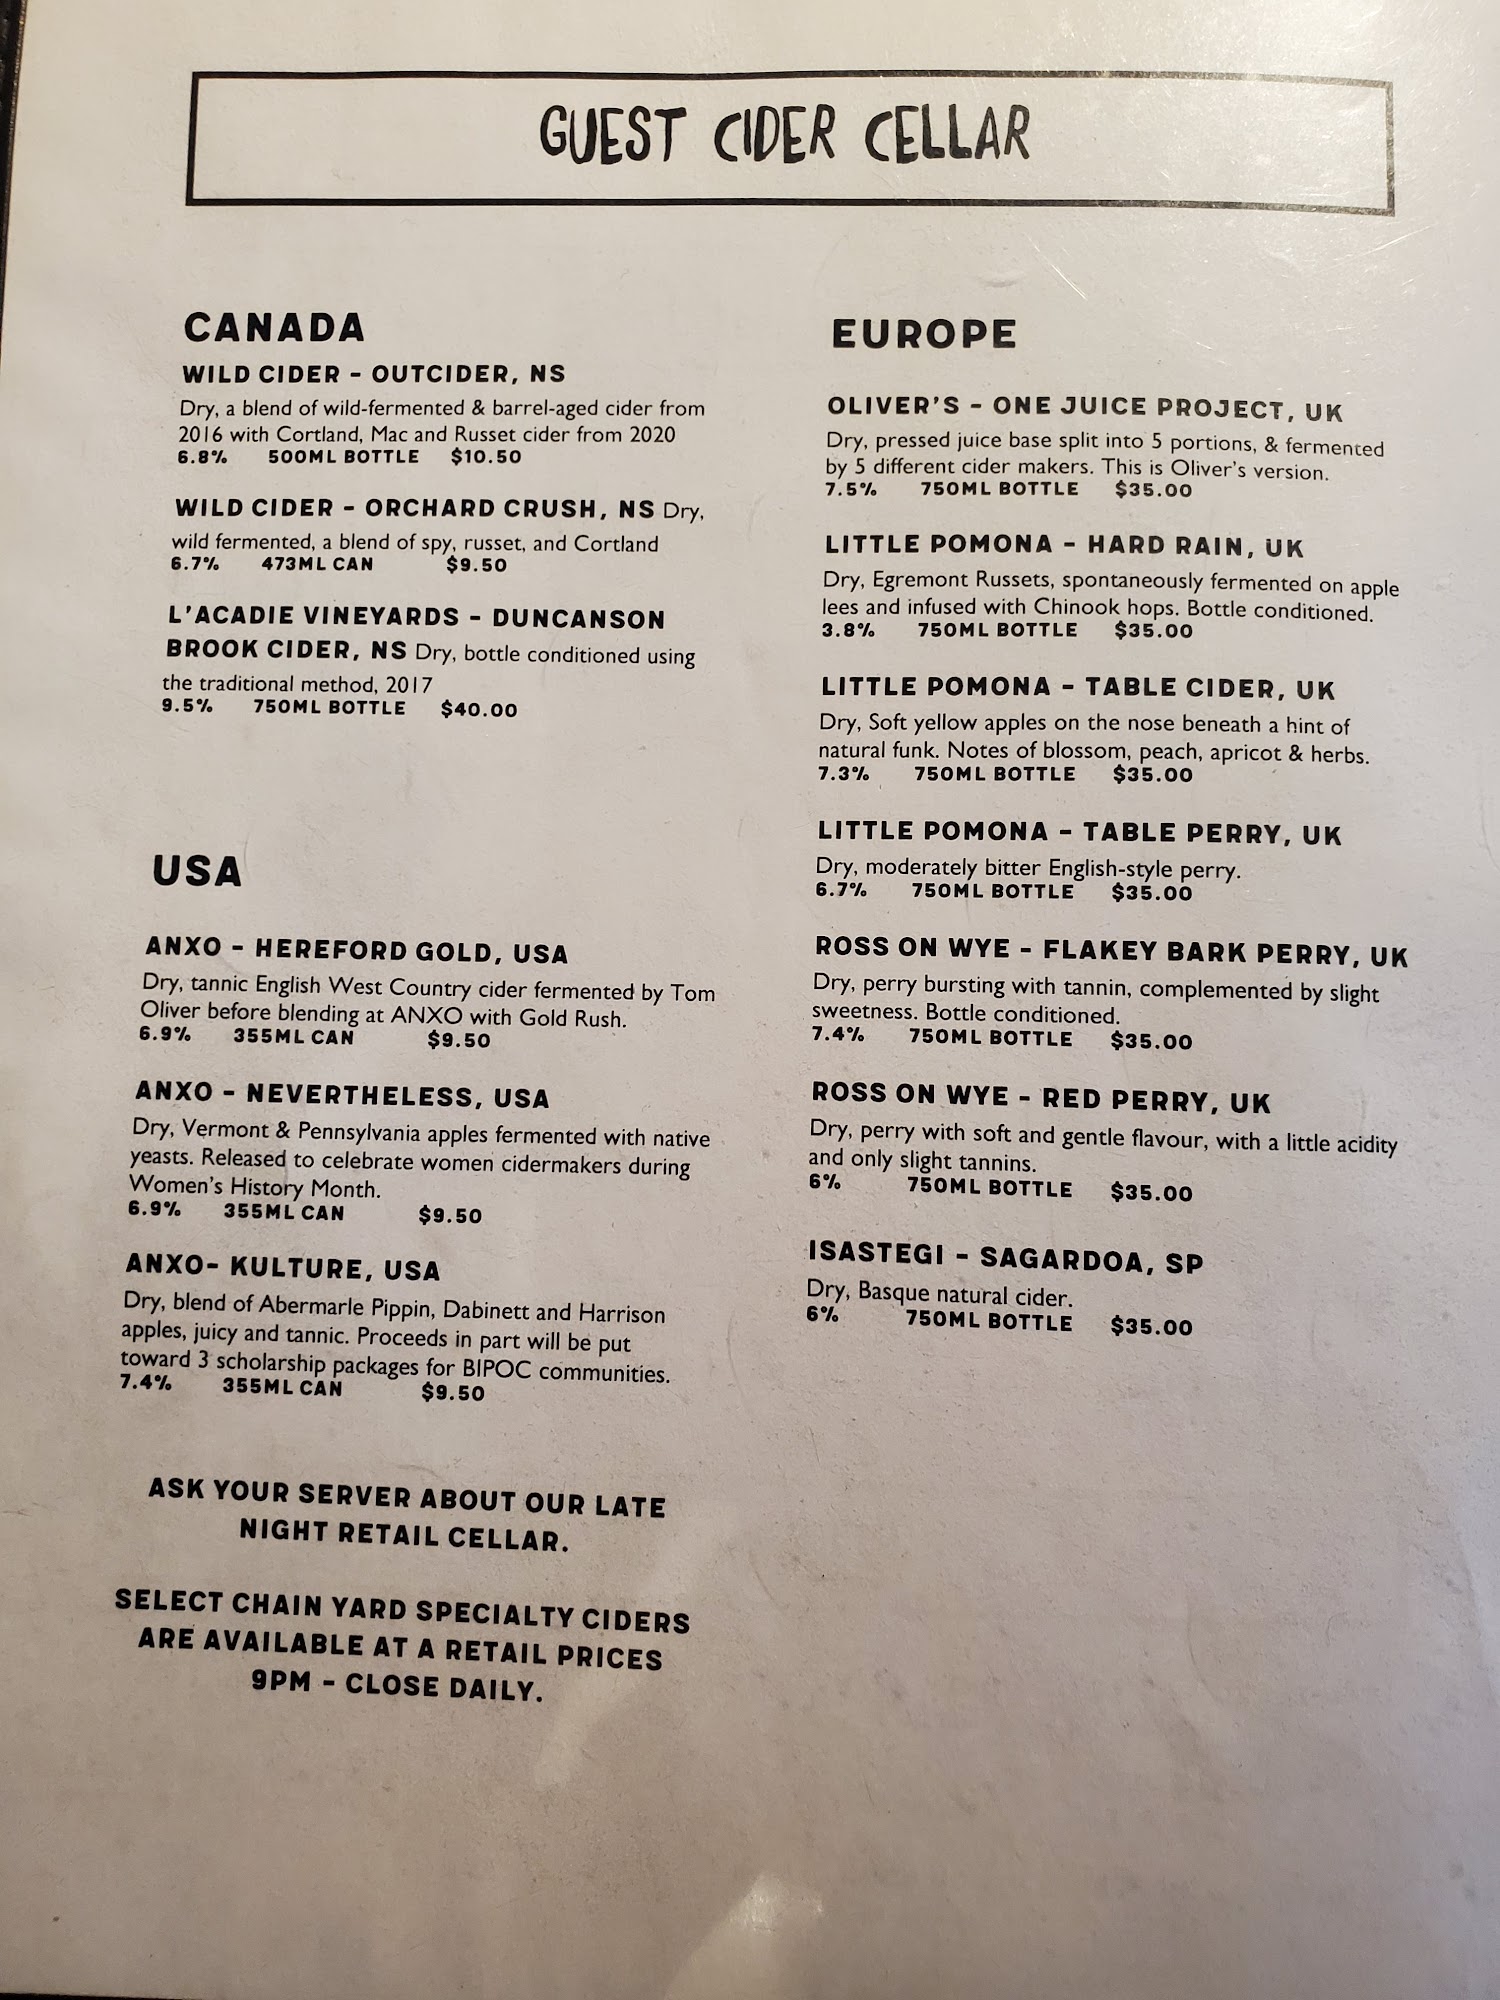 GUEST CIDER CELLAR
CANADA
WILD CIDER - OUTCIDER, NS
Dry, a blend of wild-fermented & barrel-aged cider from
2016 with Cortland, Mac and Russet cider from 2020
6.8% 500ML BOTTLE $10.50
WILD CIDER - ORCHARD CRUSH, NS Dry,
wild fermented, a blend of spy, russet, and Cortland
6.7% 473ML CAN $9.50
L'ACADIE VINEYARDS - DUNCANSON
BROOK CIDER, NS Dry, bottle conditioned using
the traditional method, 2017
9.5% 750ML BOTTLE $40.00
USA
ANXO - HEREFORD GOLD, USA
Dry, tannic English West Country cider fermented by Tom
Oliver before blending at ANXO with Gold Rush.
6.9% 355ML CAN $9.50
ANXO - NEVERTHELESS, USA
Dry, Vermont & Pennsylvania apples fermented with native
yeasts. Released to celebrate women cidermakers during
Women's History Month.
6.9% 355ML CAN $9.50
ANXO- KULTURE, USA
Dry, blend of Abermarle Pippin, Dabinett and Harrison
apples, juicy and tannic. Proceeds in part will be put
toward 3 scholarship packages for BIPOC communities.
7.4% 355ML CAN $9.50
ASK YOUR SERVER ABOUT OUR LATE
NIGHT RETAIL CELLAR.
SELECT CHAIN YARD SPECIALTY CIDERS
ARE AVAILABLE AT A RETAIL PRICES
9PM - CLOSE DAILY.
EUROPE
OLIVER'S - ONE JUICE PROJECT, UK
Dry, pressed juice base split into 5 portions, & fermented
by 5 different cider makers. This is Oliver's version.
7.5% 750ML BOTTLE $35.00
LITTLE POMONA - HARD RAIN, UK
Dry, Egremont Russets, spontaneously fermented on apple
lees and infused with Chinook hops. Bottle conditioned.
3.8% 750ML BOTTLE $35.00
LITTLE POMONA - TABLE CIDER, UK
Dry, Soft yellow apples on the nose beneath a hint of
natural funk. Notes of blossom, peach, apricot & herbs.
7.3% 750ML BOTTLE $35.00
LITTLE POMONA - TABLE PERRY, UK
Dry, moderately bitter English-style perry.
6.7% 750ML BOTTLE $35.00
ROSS ON WYE - FLAKEY BARK PERRY, UK
Dry, perry bursting with tannin, complemented by slight
sweetness. Bottle conditioned.
7.4% 750ML BOTTLE $35.00
ROSS ON WYE - RED PERRY, UK
Dry, perry with soft and gentle flavour, with a little acidity
and only slight tannins.
6% 750ML BOTTLE $35.00
ISASTEGI - SAGARDOA, SP
Dry, Basque natural cider.
6% 750ML BOTTLE $35.00